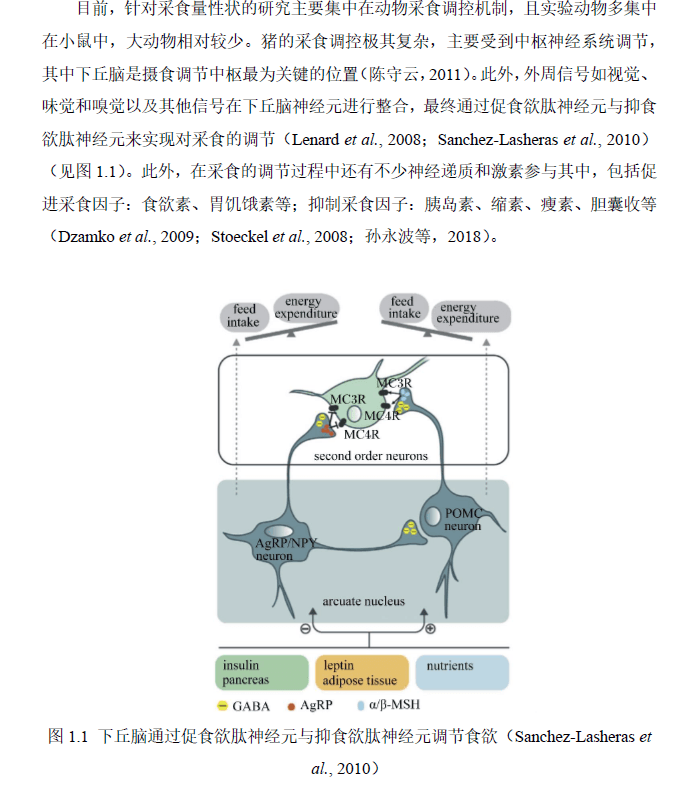 目前，针对采食量性状的研究主要集中在动物采食调控机制，且实验动物多集中
在小鼠中，大动物相对较少。猪的采食调控极其复杂，主要受到中枢神经系统调节，
其中下丘脑是摄食调节中枢最为关键的位置(陈守云, 2011)。此外，外周信号如视觉、
味觉和嗅觉以及其他信号在下丘脑神经元进行整合，最终通过促食欲肽神经元与抑食
欲肽神经元来实现对采食的调节（Lenard et al., 2008；Sanchez-Lasheras et al., 2010）
（见图1.1）。此外，在采食的调节过程中还有不少神经递质和激素参与其中，包括促
进采食因子：食欲素、胃饥饿素等；抑制采食因子：胰岛素、缩素、瘦素、胆囊收等
（Dzamko et al., 2009；Stoeckel et al., 2008；孙永波等，2018）。
feed
intake
energy
expenditure
feed
intake
energy
expenditure
MC3R
MC3R
MC4R
MC4R
second order neurons
POMC
neuron
AgRP/NPY
neuron
arcuate nucleus
insulin
pancreas
leptin
adipose tissue
nutrients
GABA
AgRP
α/β-MSH
图 1.1 下丘脑通过促食欲肽神经元与抑食欲肽神经元调节食欲（Sanchez-Lasheras et
al., 2010）